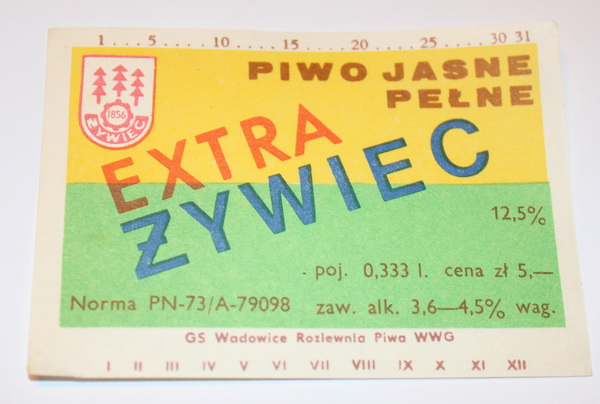 1...5......10......15......20......25......30 31
1856
ŻYWIEC
PIWO JASNE
PEŁNE
EXTRA
ŻYWIEC
12,5%
poj. 0,333 l. cena zł 5,—
Norma PN-73/A-79098 zaw. alk. 3,6—4,5% wag.
GS Wadowice Rozlewnia Piwa WWG
I II III IV V VI VII VIII IX X XI XII